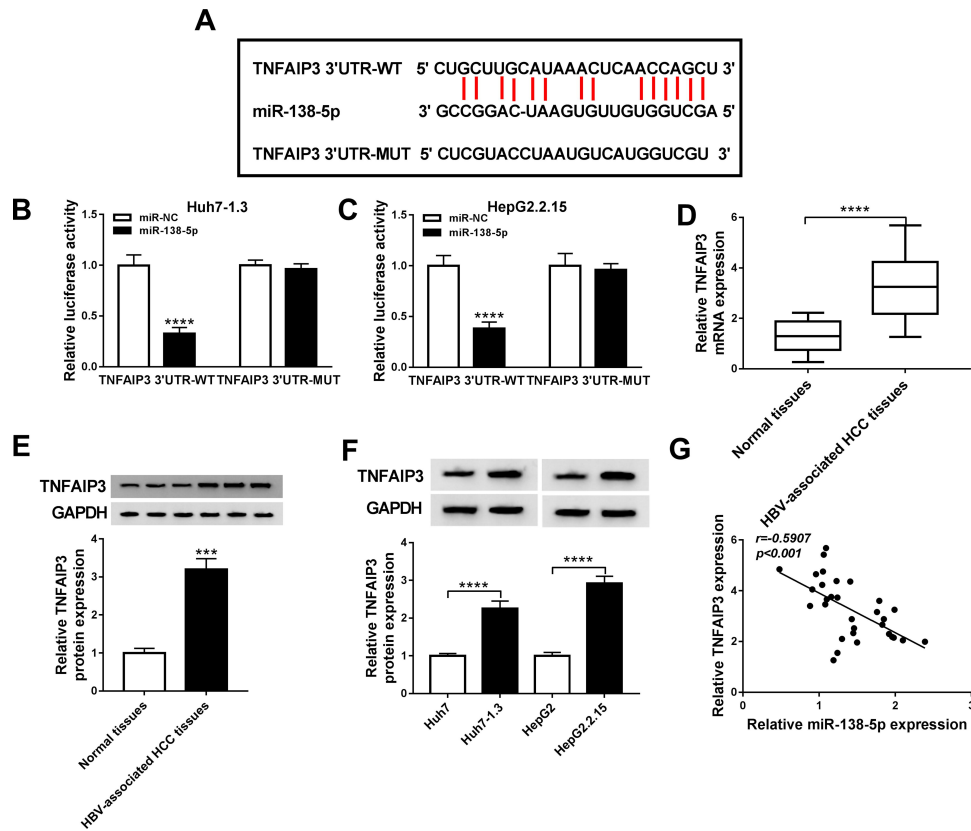 A
TNFAIP3 3'UTR-WT 5' CUGCUUGCAUAAACUCAACCAGCU 3'
miR-138-5p 3' GCCGGAC-UAAGUGUUGUGGUCGA 5'
TNFAIP3 3'UTR-MUT 5' CUCGUACCUAAUGUCAUGGUCGU 3'
B
Huh7-1.3
miR-NC
miR-138-5p
Relative luciferase activity
1.5
1.0
0.5
0.0
****
TNFAIP3 3'UTR-WT TNFAIP3 3'UTR-MUT
C
HepG2.2.15
miR-NC
miR-138-5p
Relative luciferase activity
1.5
1.0
0.5
0.0
****
TNFAIP3 3'UTR-WT TNFAIP3 3'UTR-MUT
D
Relative TNFAIP3
mRNA expression
6
4
2
0
****
Normal tissues
HBV-associated HCC tissues
E
TNFAIP3
GAPDH
Relative TNFAIP3
protein expression
4
3
2
1
0
***
Normal tissues
HBV-associated HCC tissues
F
TNFAIP3
GAPDH
Relative TNFAIP3
protein expression
4
3
2
1
0
****
****
Huh7
Huh7-1.3
HepG2
HepG2.2.15
G
r=-0.5907
p<0.001
Relative TNFAIP3 expression
6
4
2
0
0
1
2
3
Relative miR-138-5p expression